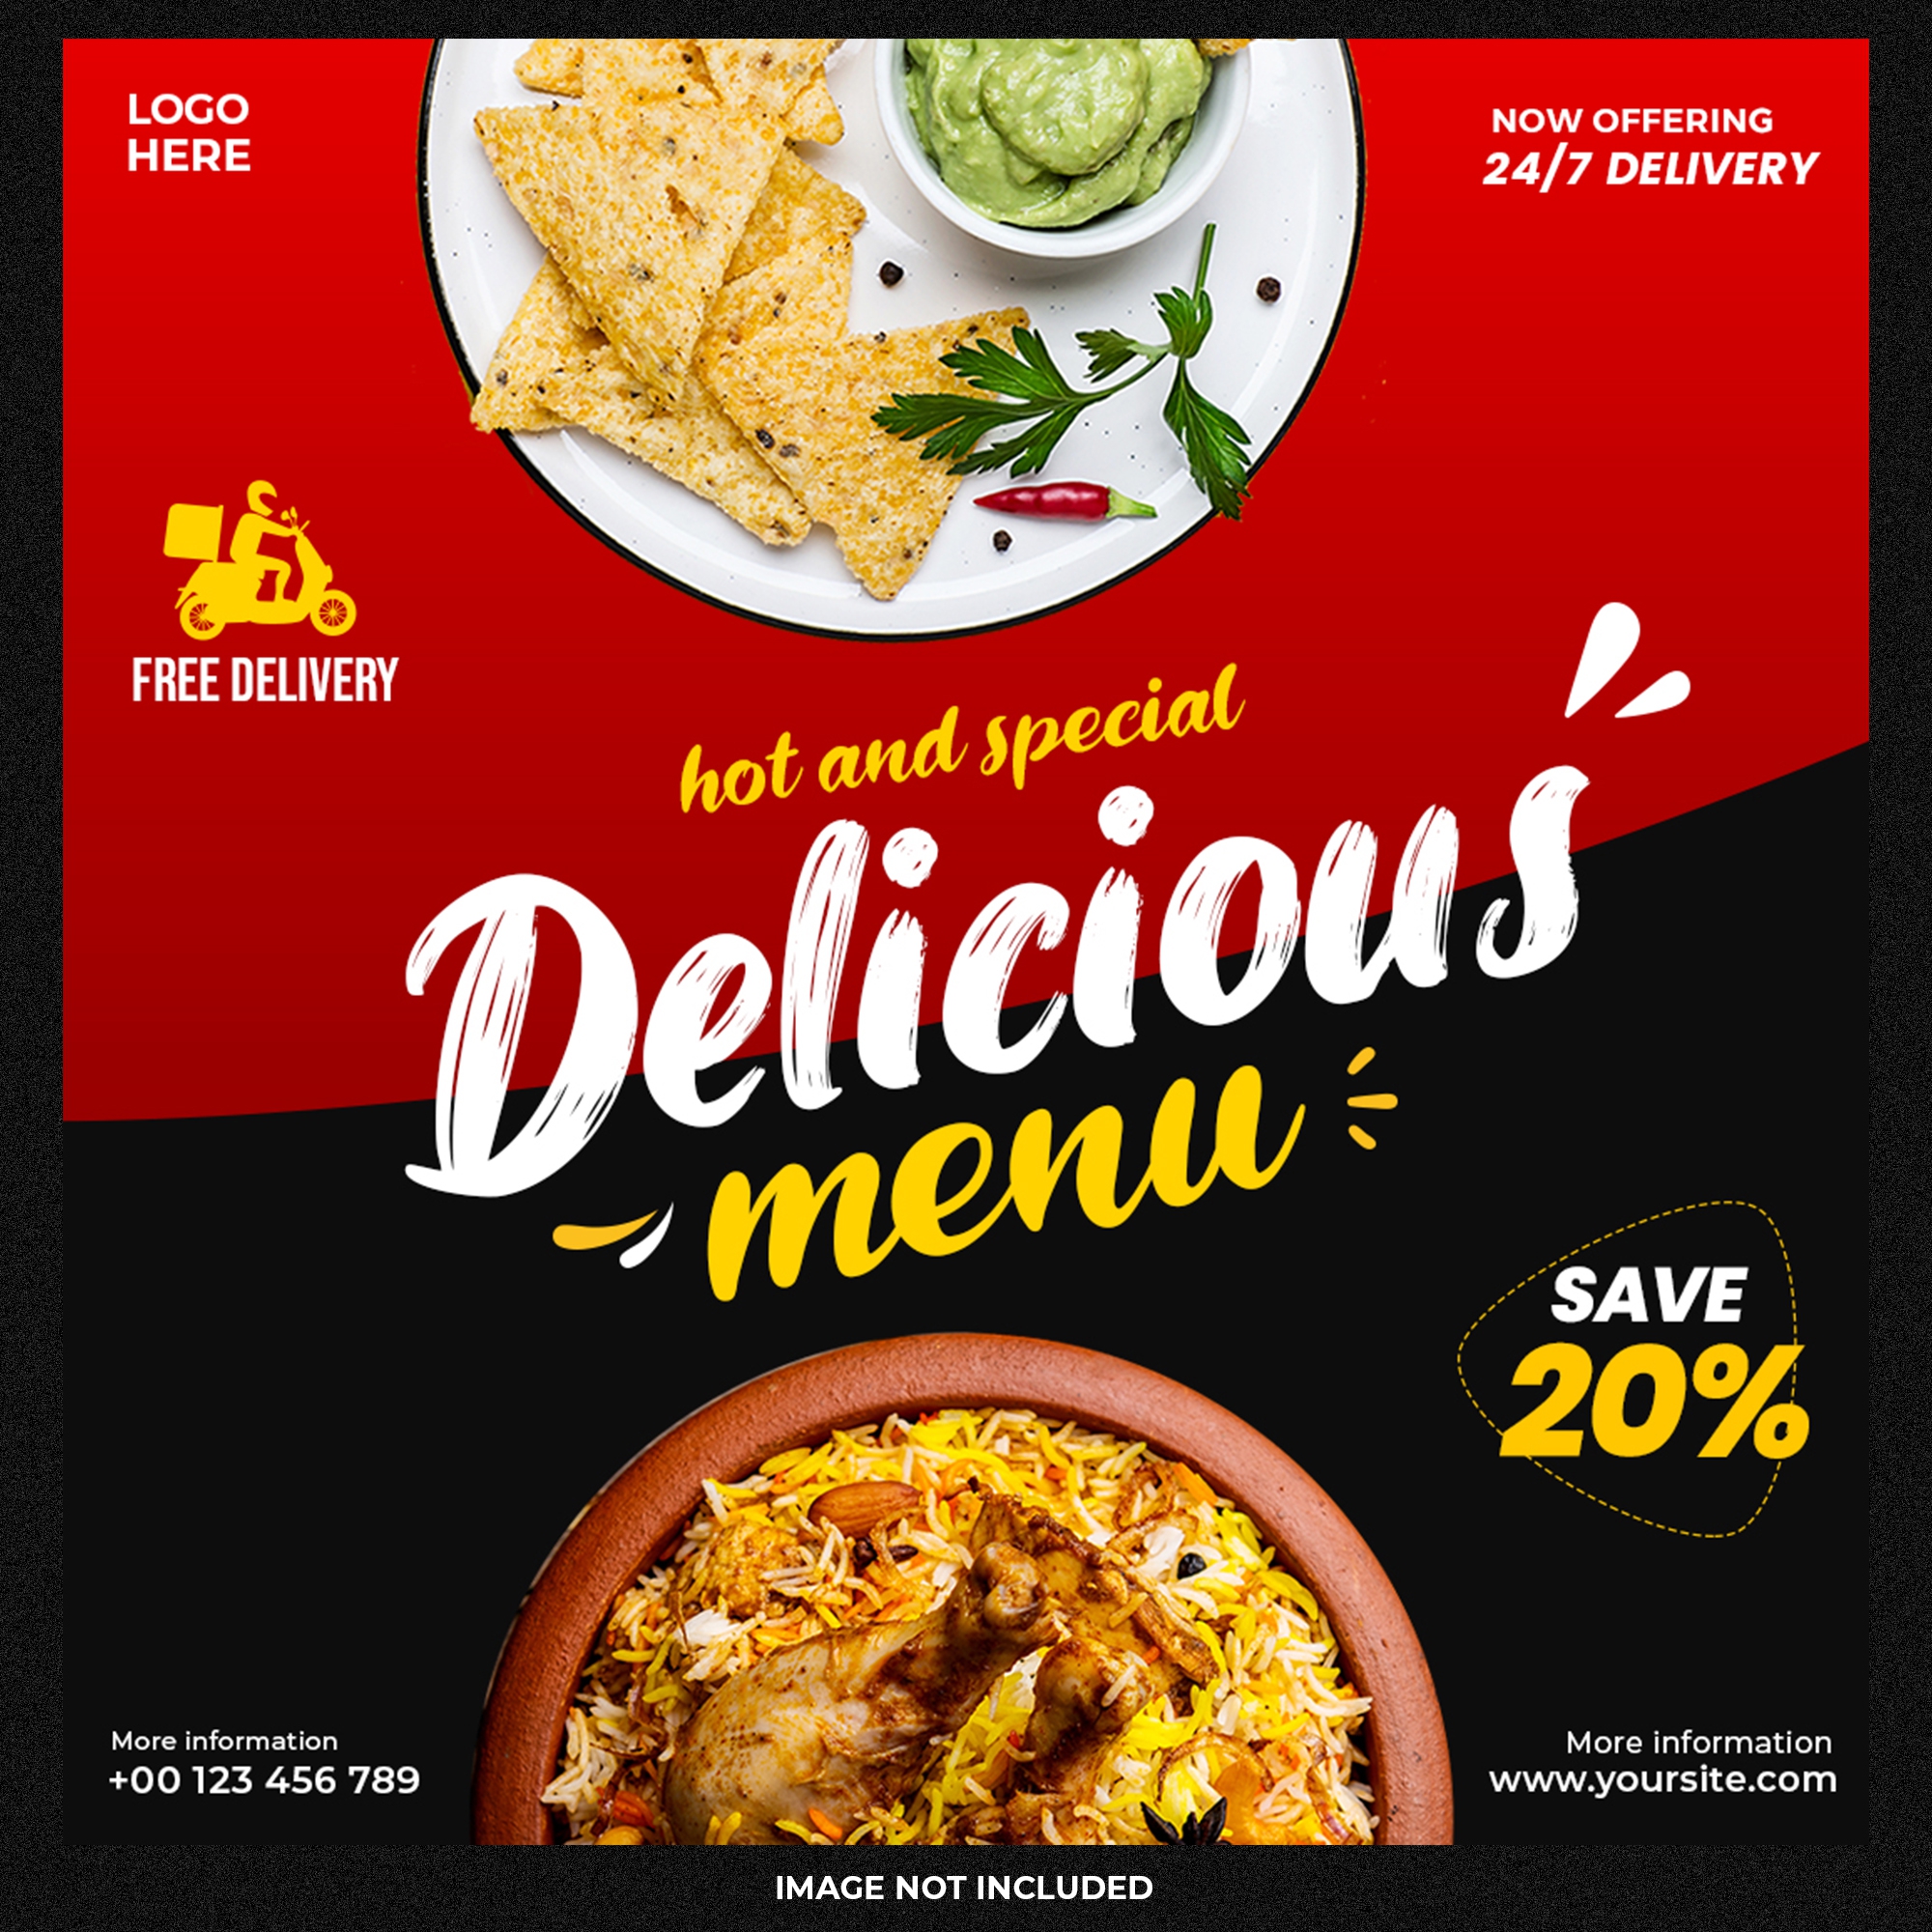 LOGO
HERE
NOW OFFERING
24/7 DELIVERY
FREE DELIVERY
hot and special
Delicious
menu
SAVE
20%
More information
+00 123 456 789
More information
www.yoursite.com
IMAGE NOT INCLUDED